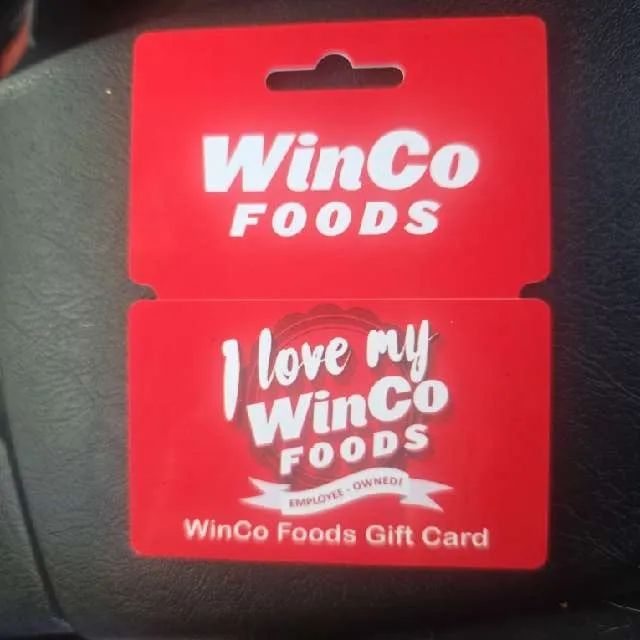 WinCo
FOODS
I love my
WinCo
FOODS
EMPLOYEE-OWNED!
WinCo Foods Gift Card